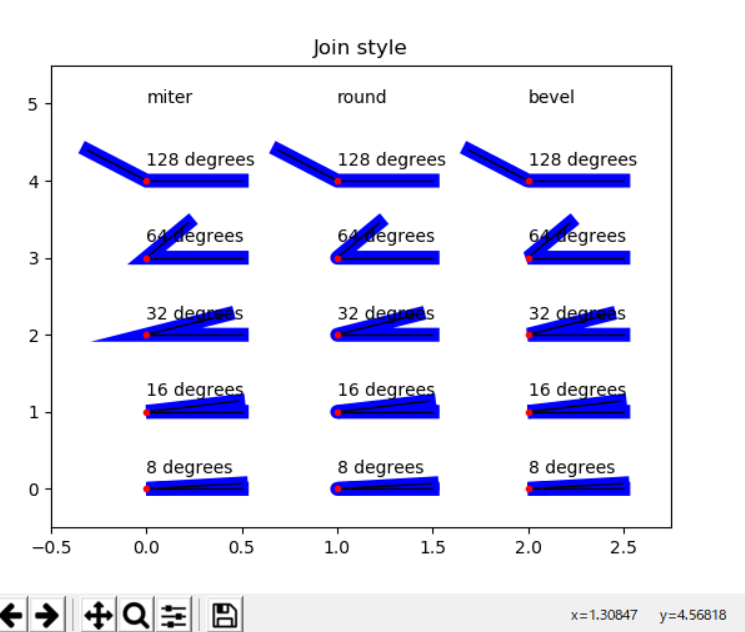 Join style
5
miter round bevel
128 degrees 128 degrees 128 degrees
4
64 degrees 64 degrees 64 degrees
3
32 degrees 32 degrees 32 degrees
2
16 degrees 16 degrees 16 degrees
1
8 degrees 8 degrees 8 degrees
0
−0.5 0.0 0.5 1.0 1.5 2.0 2.5
x=1.30847 y=4.56818